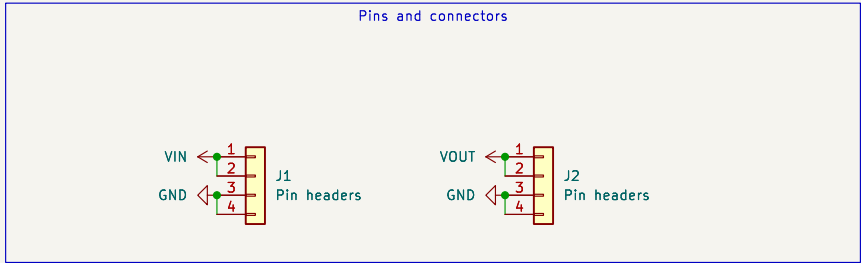 Pins and connectors
VIN 1
2
GND 3
4
J1
Pin headers
VOUT 1
2
GND 3
4
J2
Pin headers